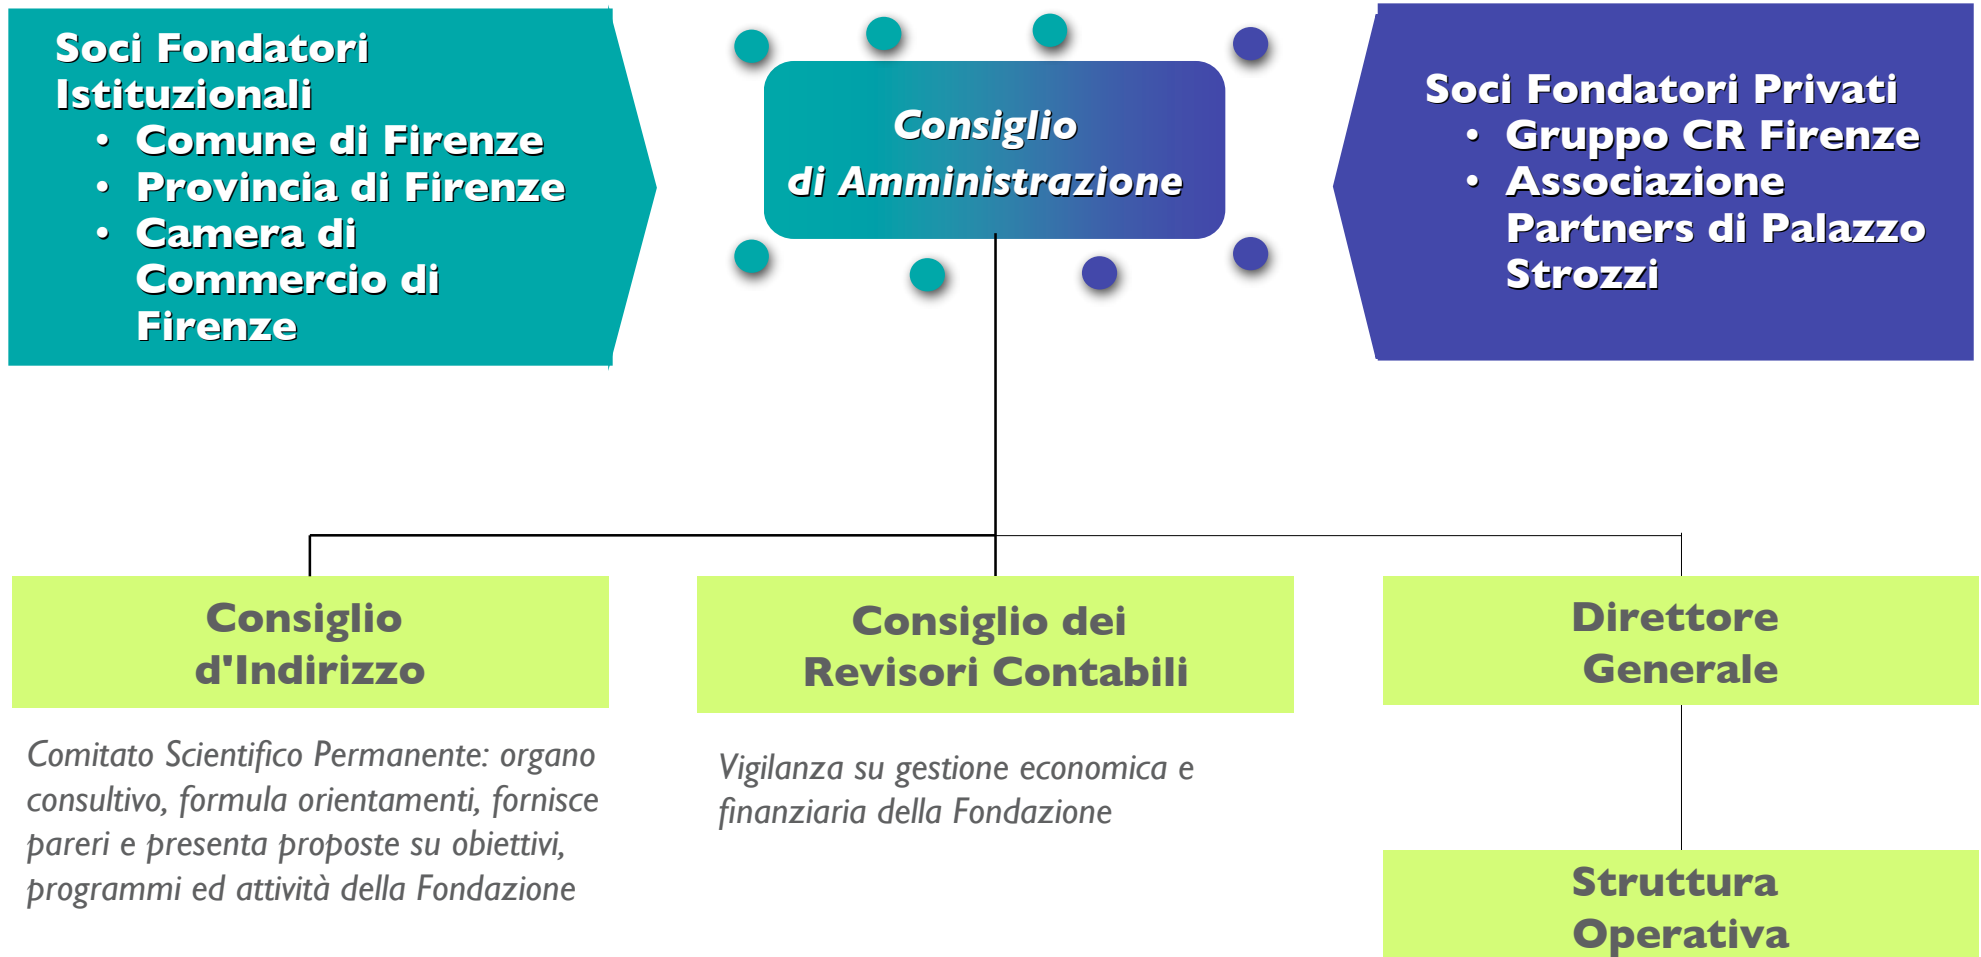 Soci Fondatori
Istituzionali
• Comune di Firenze
• Provincia di Firenze
• Camera di
Commercio di
Firenze
Consiglio
di Amministrazione
Soci Fondatori Privati
• Gruppo CR Firenze
• Associazione
Partners di Palazzo
Strozzi
Consiglio
d'Indirizzo
Comitato Scientifico Permanente: organo
consultivo, formula orientamenti, fornisce
pareri e presenta proposte su obiettivi,
programmi ed attività della Fondazione
Consiglio dei
Revisori Contabili
Vigilanza su gestione economica e
finanziaria della Fondazione
Direttore
Generale
Struttura
Operativa